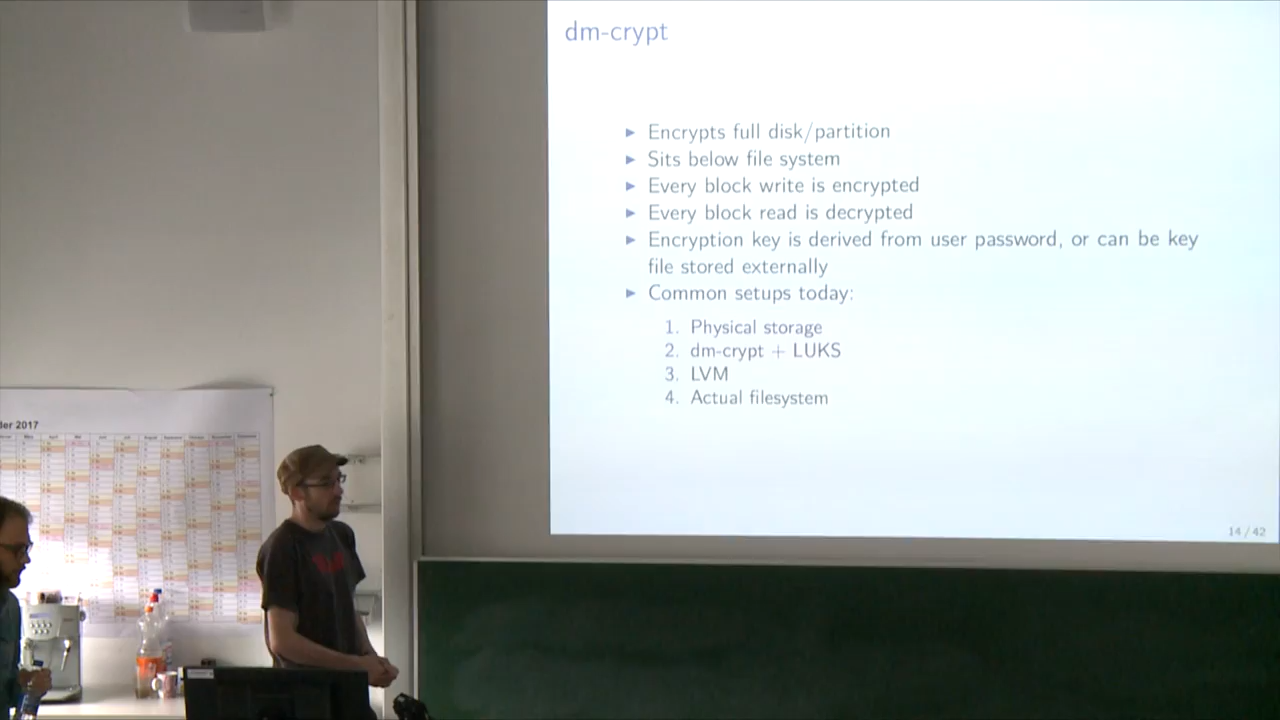 dm-crypt
▶ Encrypts full disk/partition
▶ Sits below file system
▶ Every block write is encrypted
▶ Every block read is decrypted
▶ Encryption key is derived from user password, or can be key
file stored externally
▶ Common setups today:
1. Physical storage
2. dm-crypt + LUKS
3. LVM
4. Actual filesystem
14 / 42
2017